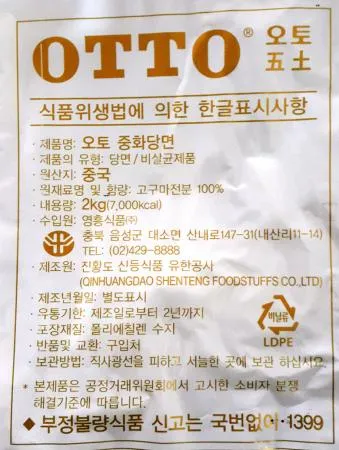 OTTO® 오토
五土
식품위생법에 의한 한글표시사항
· 제품명: 오토 중화당면
· 제품의 유형: 당면/비살균제품
· 원산지: 중국
· 원재료명 및 함량: 고구마전분 100%
· 내용량: 2kg(7,000kcal)
· 수입원: 영흥식품㈜
충북 음성군 대소면 산내로147-31(내산리11-14)
TEL: (02)429-8888
· 제조원: 진황도 신등식품 유한공사
(QINHUANGDAO SHENTENG FOODSTUFFS CO.,LTD)
· 제조년월일: 별도표시
· 유통기한: 제조일로부터 2년까지
· 포장재질: 폴리에칠렌 수지
· 반품및 교환: 구입처
비닐류
LDPE
· 보관방법: 직사광선을 피하고 서늘한 곳에 보관 하십시요.
* 본제품은 공정거래위원회에서 고시한 소비자 분쟁
해결기준에 따릅니다.
◆ 부정불량식품 신고는 국번없이·1399